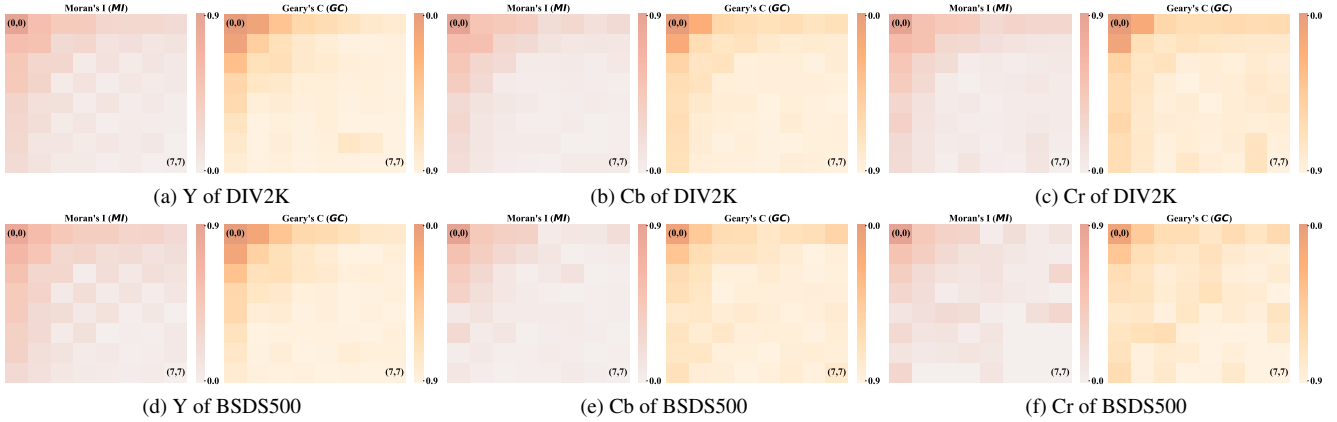 Moran's I (MI)
Geary's C (GC)
Moran's I (MI)
Geary's C (GC)
Moran's I (MI)
Geary's C (GC)
(0,0)
(7,7)
0.9
0.0
(0,0)
(7,7)
0.0
0.9
(0,0)
(7,7)
0.9
0.0
(0,0)
(7,7)
0.0
0.9
(0,0)
(7,7)
0.9
0.0
(0,0)
(7,7)
0.0
0.9
(a) Y of DIV2K
(b) Cb of DIV2K
(c) Cr of DIV2K
Moran's I (MI)
Geary's C (GC)
Moran's I (MI)
Geary's C (GC)
Moran's I (MI)
Geary's C (GC)
(0,0)
(7,7)
0.9
0.0
(0,0)
(7,7)
0.0
0.9
(0,0)
(7,7)
0.9
0.0
(0,0)
(7,7)
0.0
0.9
(0,0)
(7,7)
0.9
0.0
(0,0)
(7,7)
0.0
0.9
(d) Y of BSDS500
(e) Cb of BSDS500
(f) Cr of BSDS500